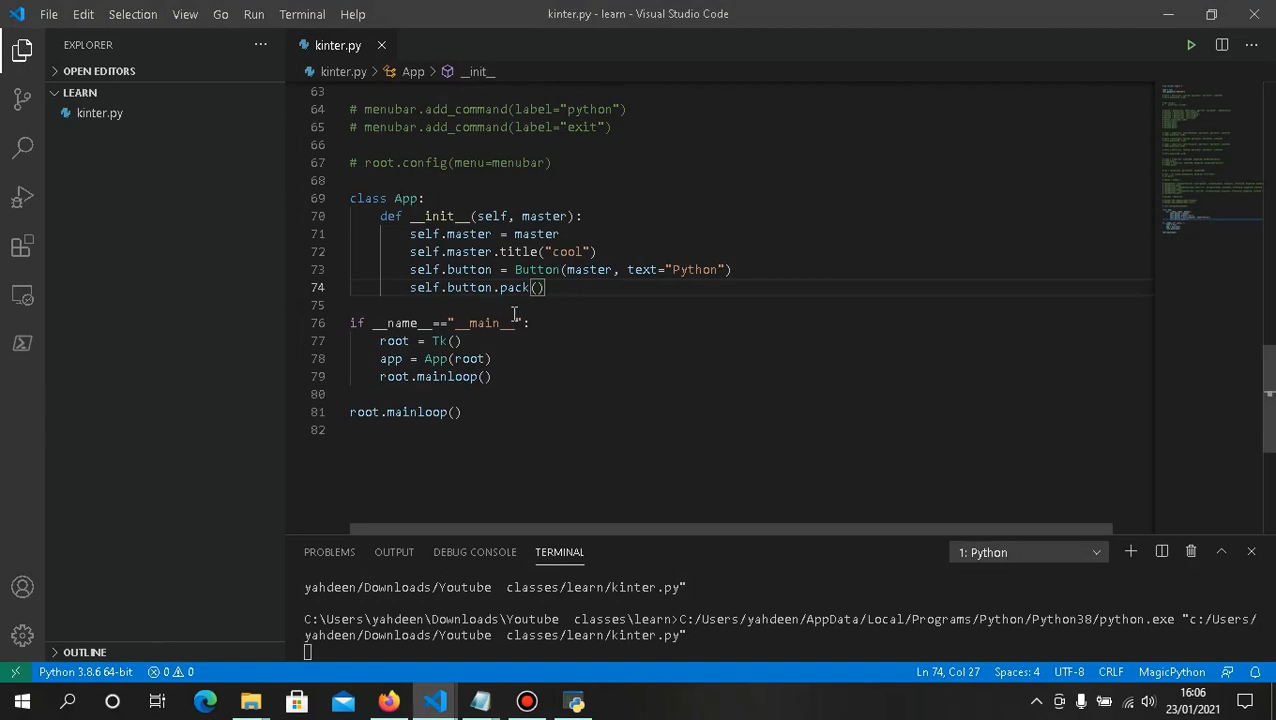 File Edit Selection View Go Run Terminal Help kinter.py - learn - Visual Studio Code
EXPLORER
kinter.py
OPEN EDITORS
kinter.py > App > __init__
LEARN
kinter.py
63
64 # menubar.add_command(label="python")
65 # menubar.add_command(label="exit")
66
67 # root.config(menu=menubar)
68
69 class App:
70 def __init__(self, master):
71 self.master = master
72 self.master.title("cool")
73 self.button = Button(master, text="Python")
74 self.button.pack()
75
76 if __name__=="__main__":
77 root = Tk()
78 app = App(root)
79 root.mainloop()
80
81 root.mainloop()
82
PROBLEMS OUTPUT DEBUG CONSOLE TERMINAL 1: Python
yahdeen/Downloads/Youtube classes/learn/kinter.py"
C:\Users\yahdeen\Downloads\Youtube classes\learn>C:/Users/yahdeen/AppData/Local/Programs/Python/Python38/python.exe "c:/Users/
yahdeen/Downloads/Youtube classes/learn/kinter.py"
OUTLINE
Python 3.8.6 64-bit 0 0 Ln 74, Col 27 Spaces: 4 UTF-8 CRLF MagicPython
16:06
23/01/2021